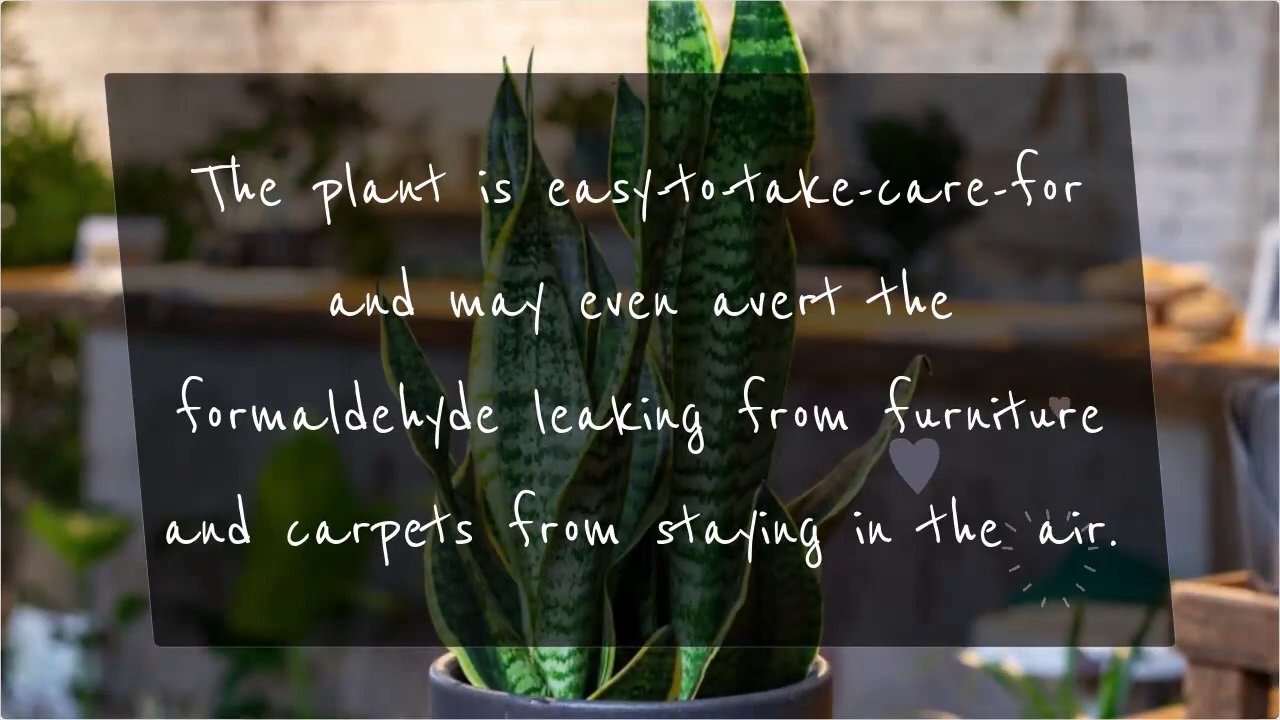 The plant is easy-to-take-care-for
and may even avert the
formaldehyde leaking from furniture
and carpets from staying in the air.